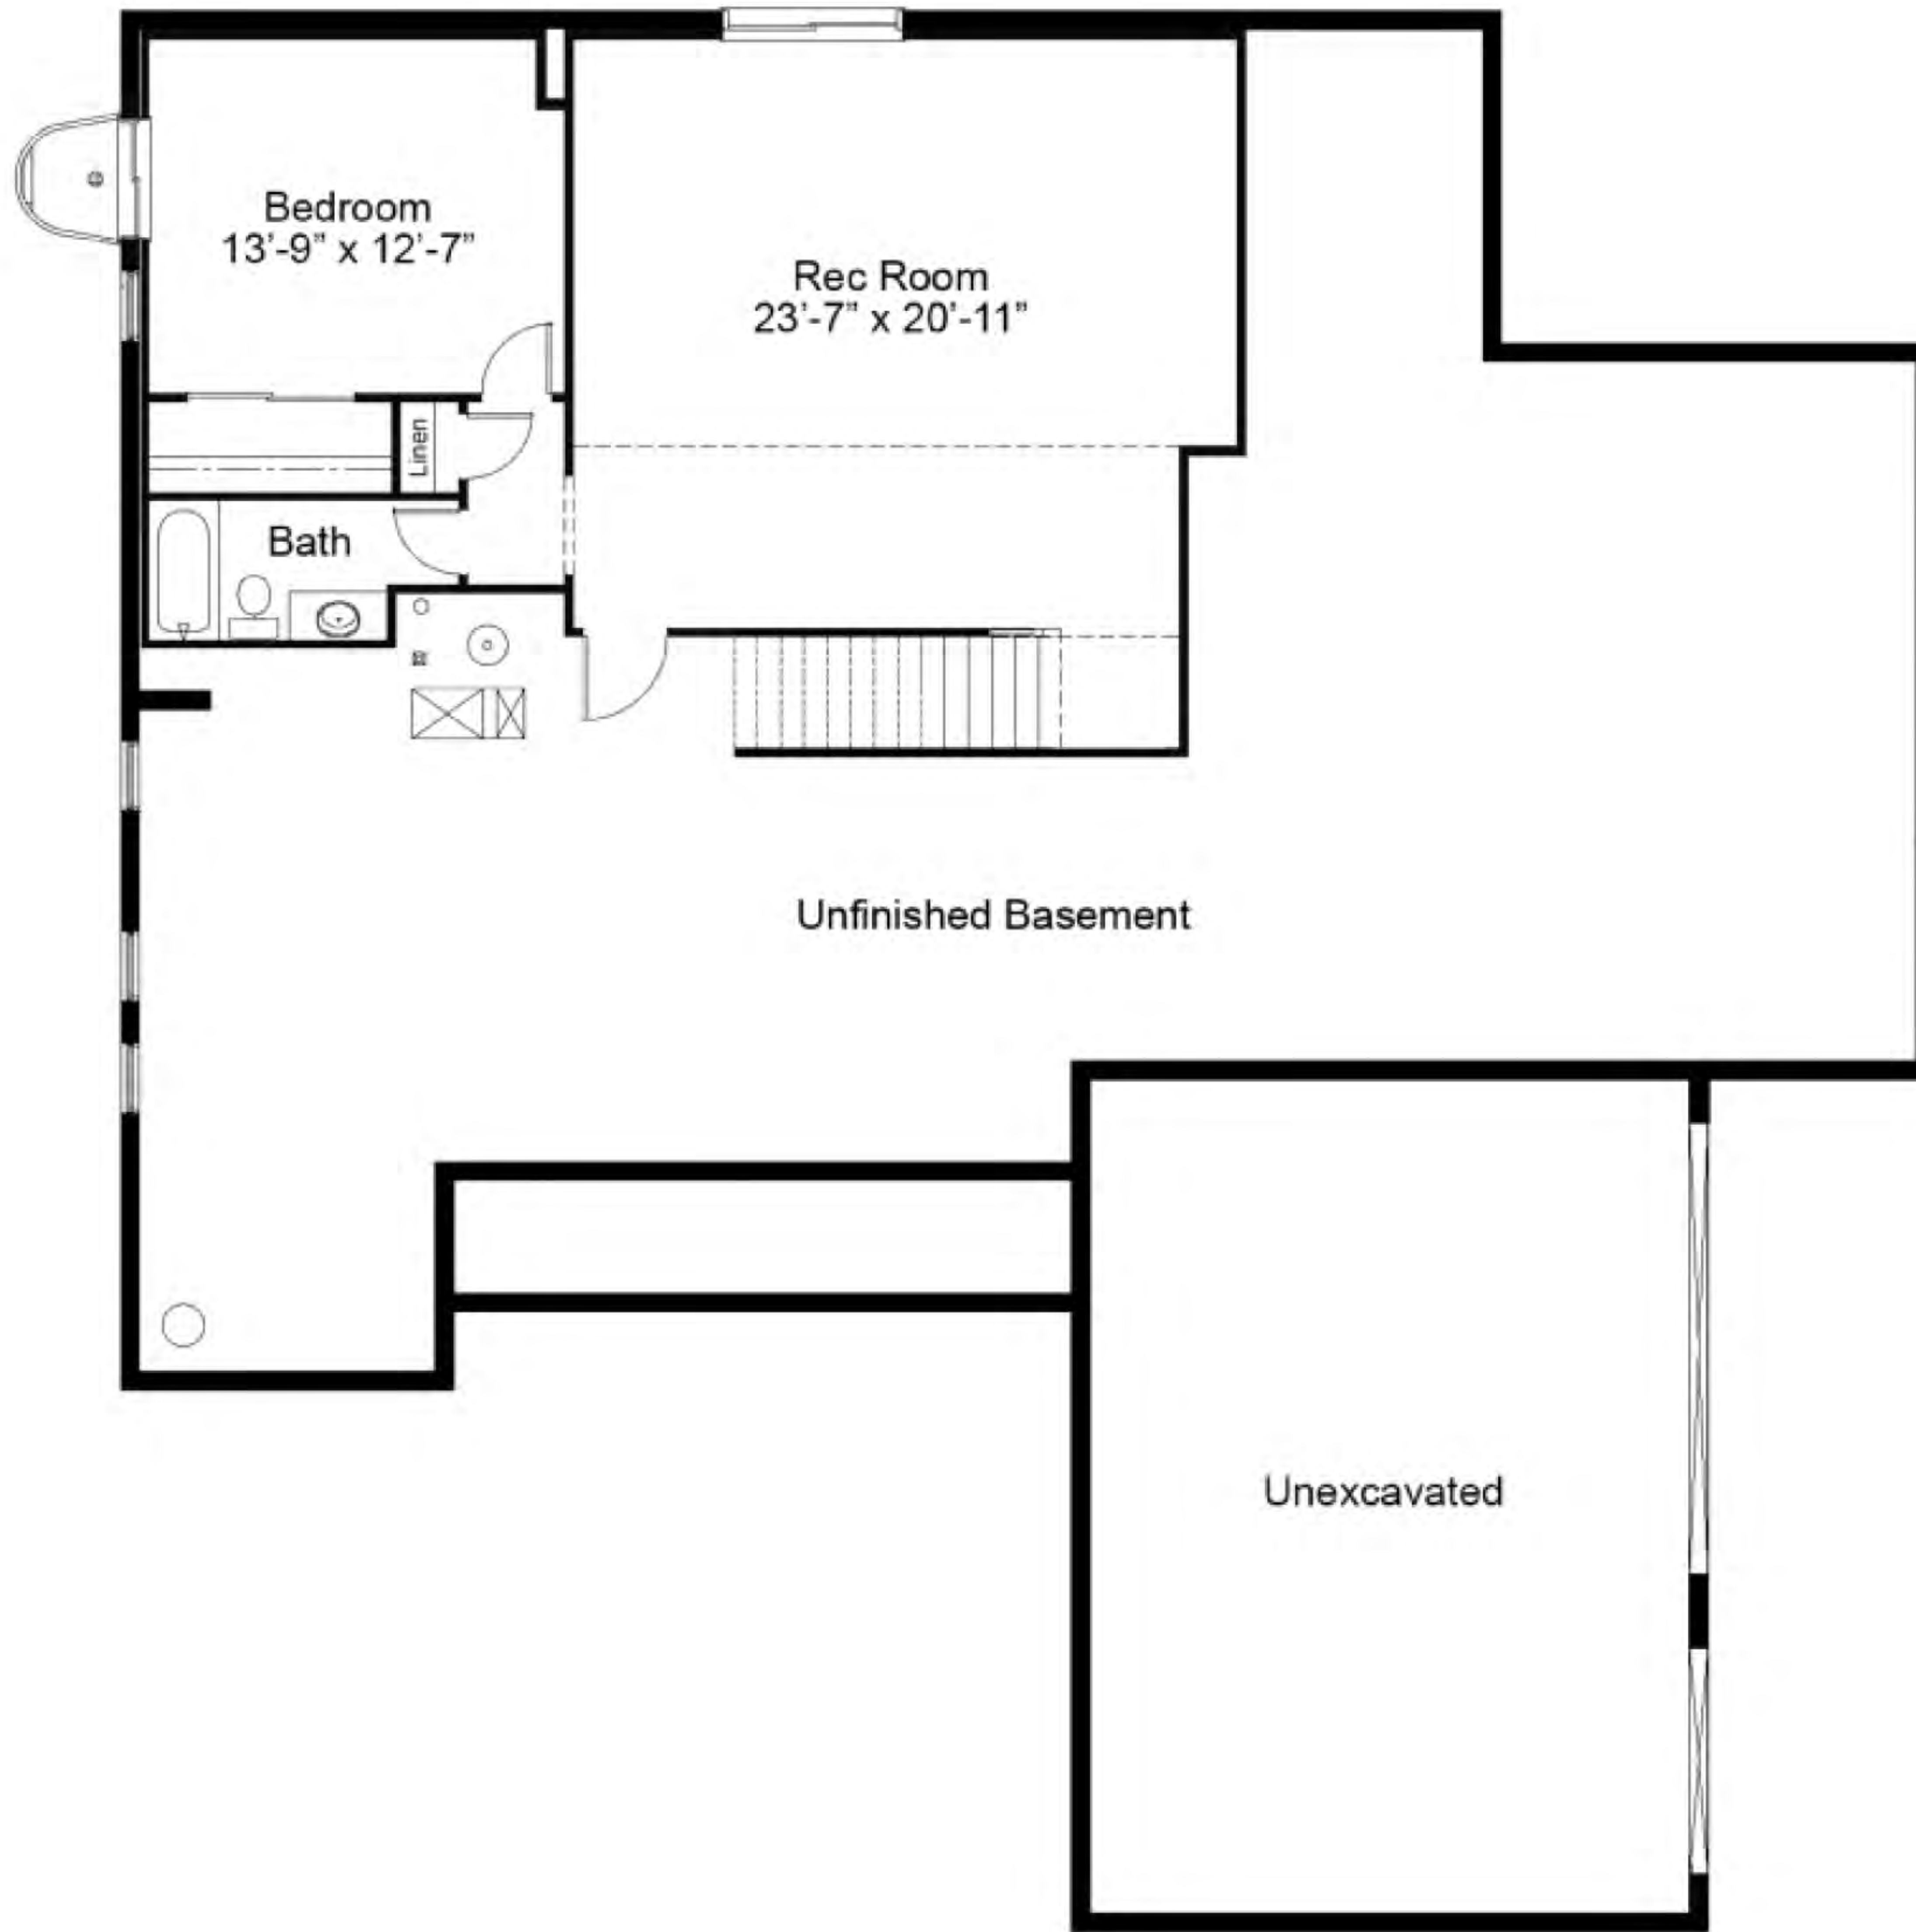 Bedroom
13’-9” x 12’-7”
Rec Room
23’-7” x 20’-11”
Linen
Bath
Unfinished Basement
Unexcavated